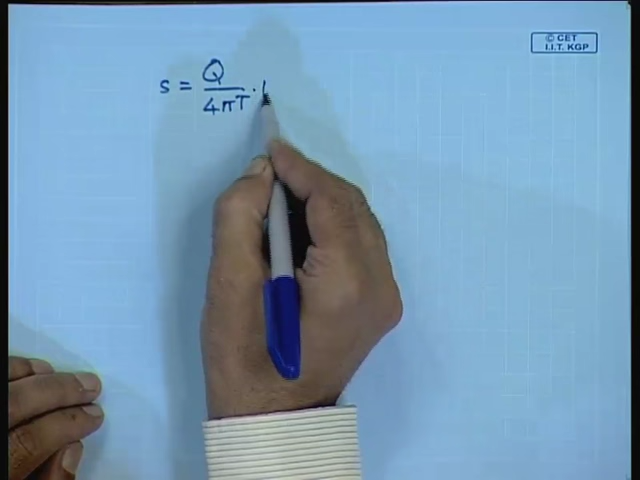 © CET
I.I.T. KGP
s = Q / 4πT ·